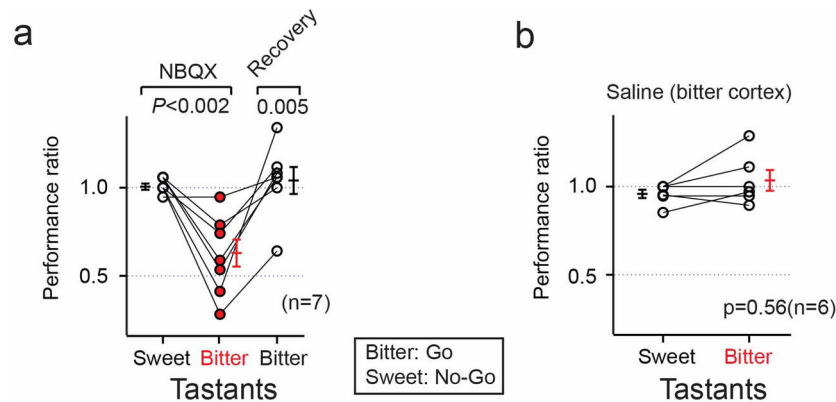 a
NBQX
Recovery
P<0.002
0.005
Performance ratio
1.0
0.5
(n=7)
Sweet Bitter Bitter
Tastants
Bitter: Go
Sweet: No-Go
b
Saline (bitter cortex)
Performance ratio
1.0
0.5
p=0.56(n=6)
Sweet Bitter
Tastants